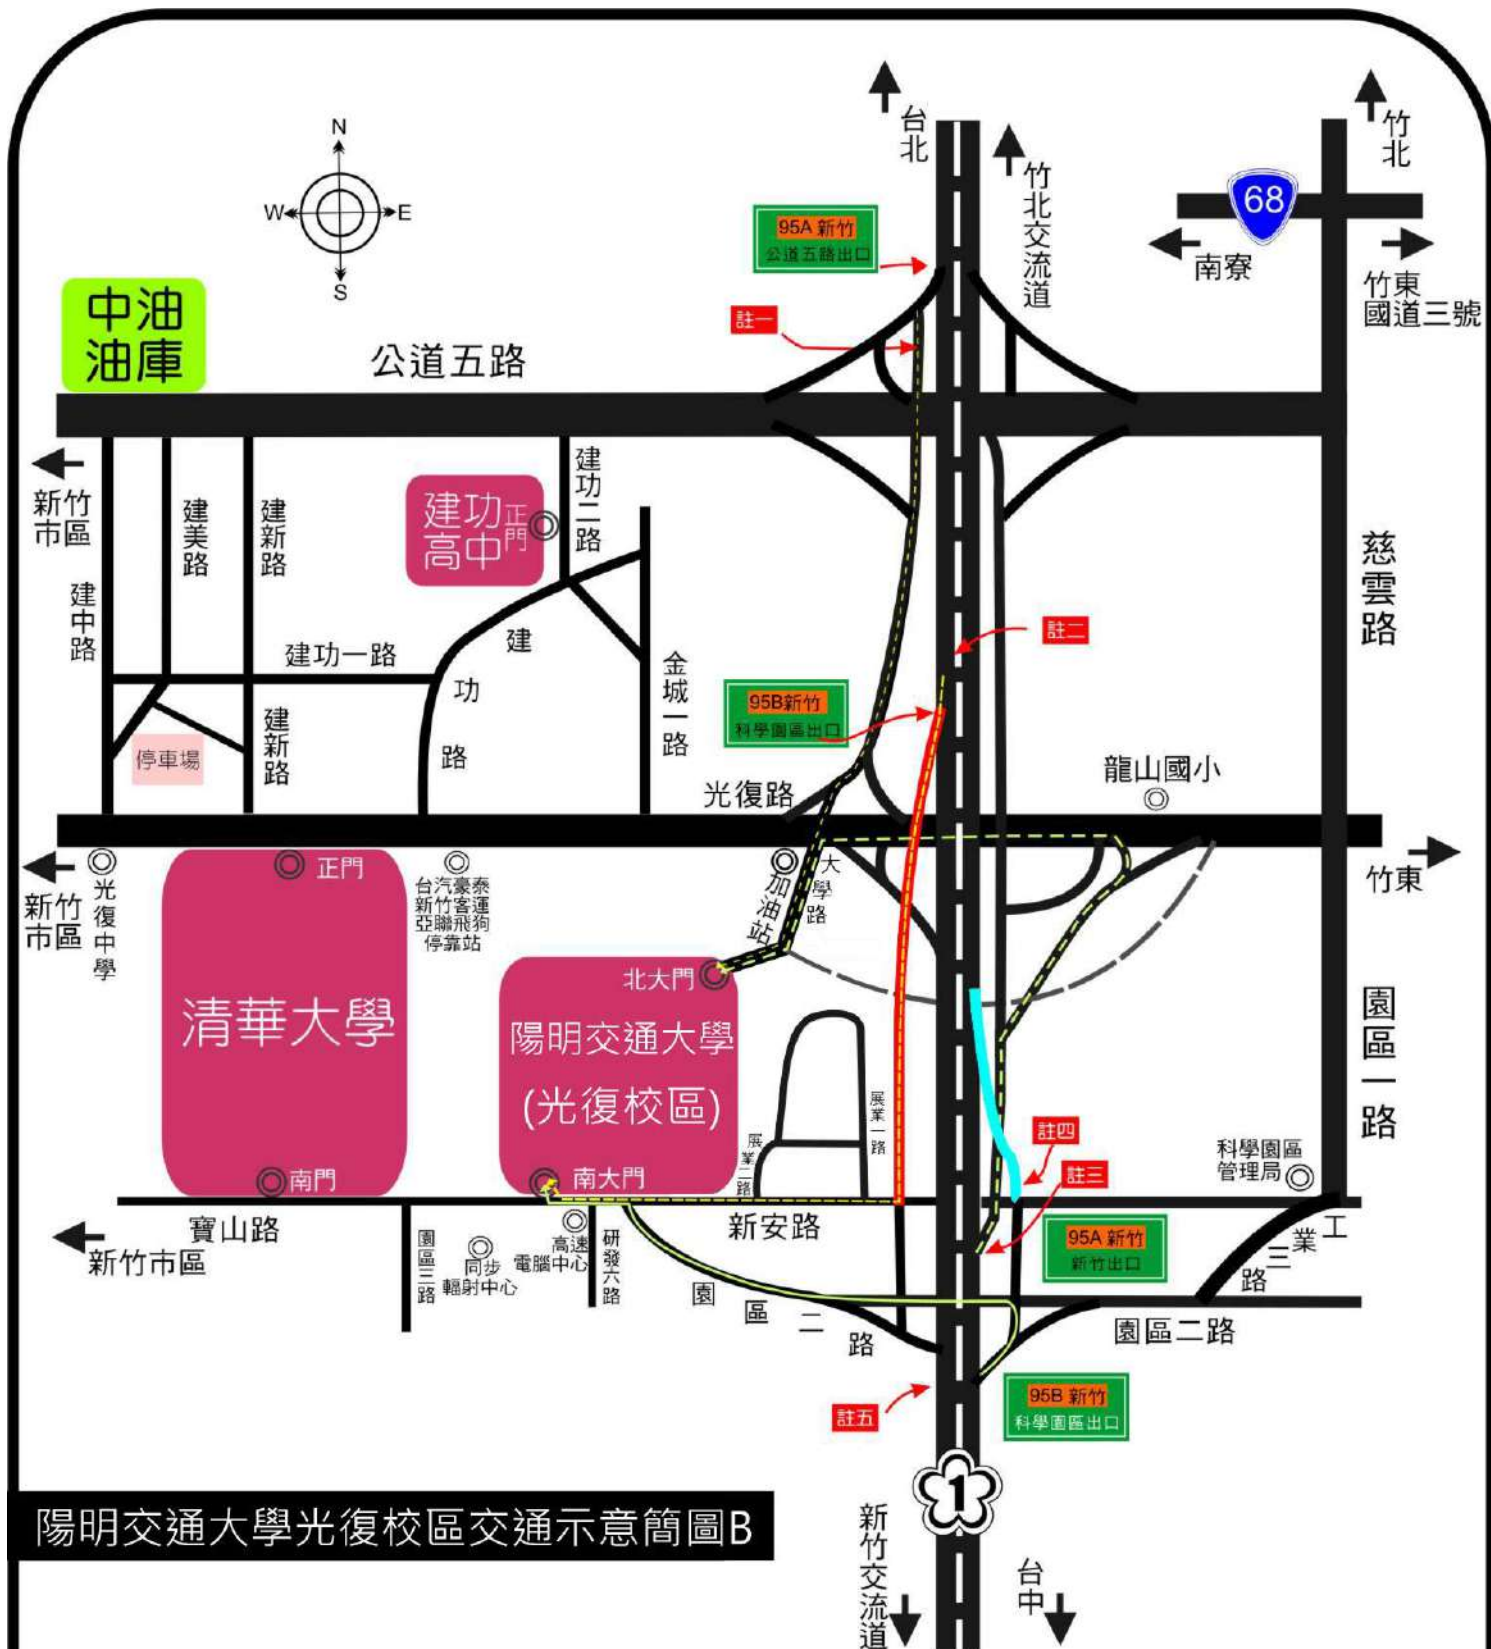 台北
竹北
竹北交流道
N
W
E
S
68
95A 新竹
公道五路出口
南寮
竹東
國道三號
中油
油庫
註一
公道五路
新竹
市區
建美路
建新路
建功
高中
正門
建功二路
慈雲路
建中路
註二
建功一路
建功路
金城一路
95B新竹
科學園區出口
建新路
停車場
光復路
龍山國小
正門
新竹
市區
光復中學
台汽豪泰
新竹客運
亞聯飛狗
停靠站
加油站
大學路
竹東
北大門
清華大學
陽明交通大學
(光復校區)
園區一路
展業一路
展業二路
註四
註三
科學園區
管理局
南門
南大門
寶山路
新竹市區
園區三路
同步
輻射中心
高速
電腦中心
研發六路
新安路
95A 新竹
新竹出口
工業三路
園區二路
園區二路
註五
95B 新竹
科學園區出口
1
陽明交通大學光復校區交通示意簡圖B
新竹交流道
台中